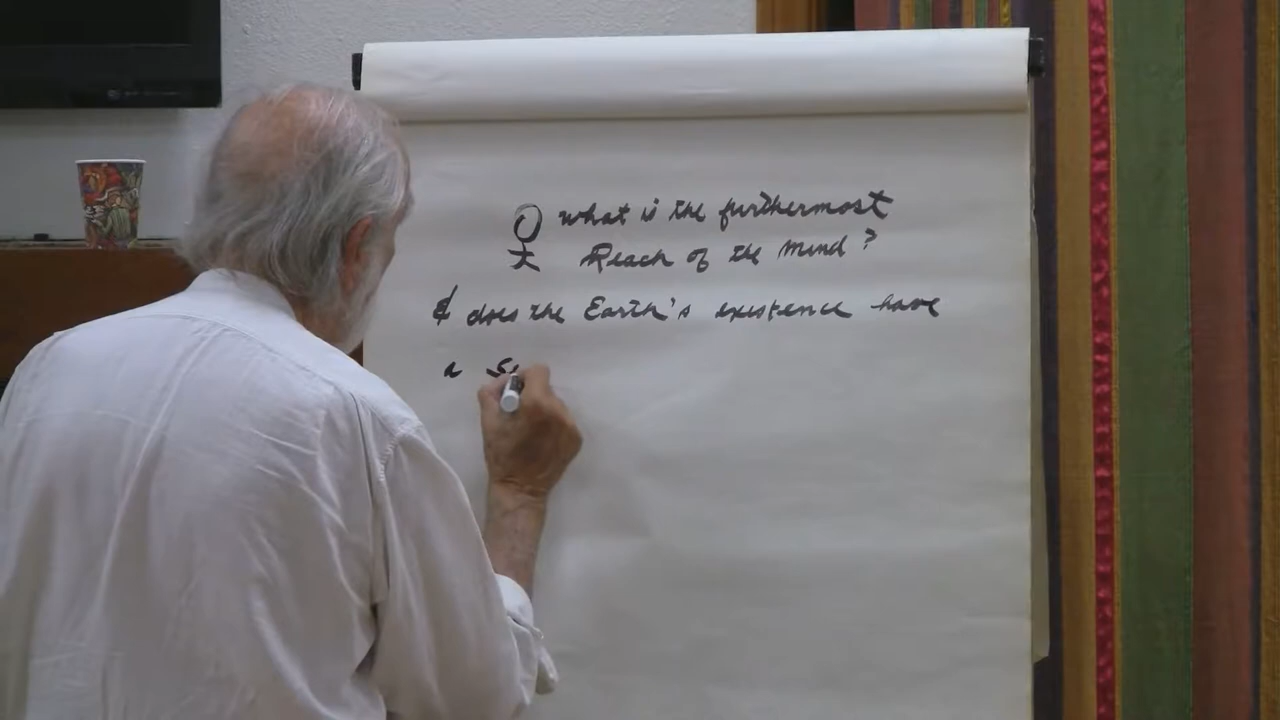 what is the furthermost
Reach of the mind?
& does the Earth's existence have
a